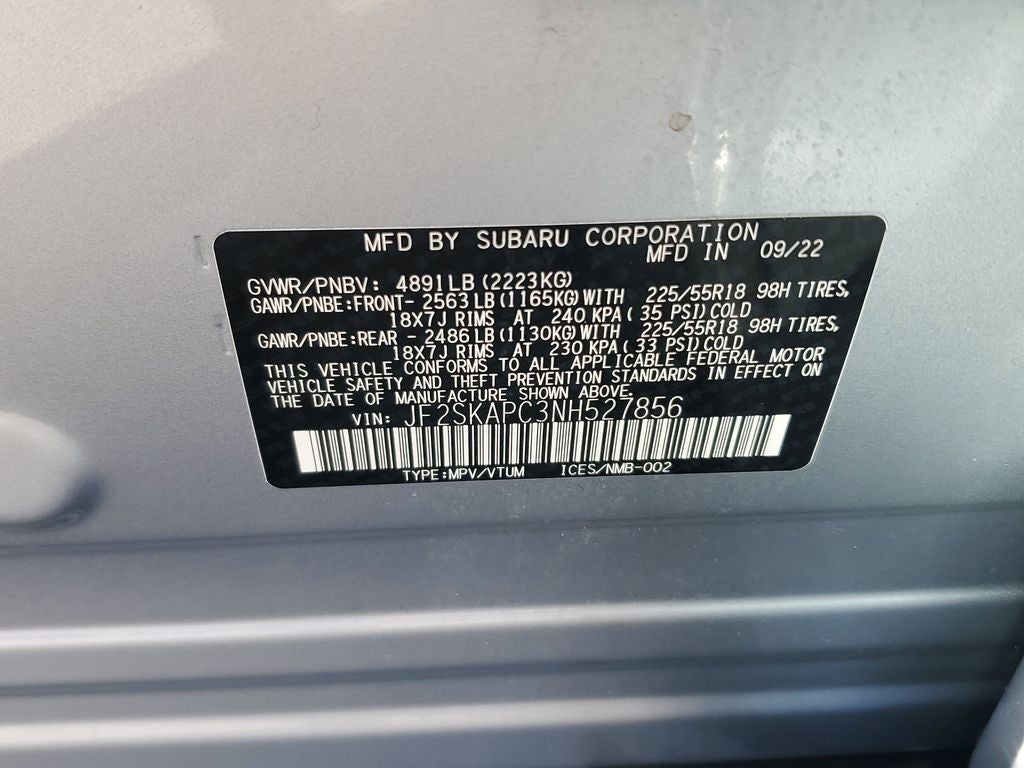 MFD BY SUBARU CORPORATION
MFD IN 09/22
GVWR/PNBV: 4891LB(2223KG)
GAWR/PNBE:FRONT- 2563LB(1165KG)WITH 225/55R18 98H TIRES,
18X7J RIMS AT 240 KPA( 35 PSI)COLD
GAWR/PNBE:REAR - 2486LB(1130KG)WITH 225/55R18 98H TIRES,
18X7J RIMS AT 230 KPA( 33 PSI)COLD
THIS VEHICLE CONFORMS TO ALL APPLICABLE FEDERAL MOTOR
VEHICLE SAFETY AND THEFT PREVENTION STANDARDS IN EFFECT ON
THE DATE OF MANUFACTURE SHOWN ABOVE.
VIN: JF2SKAPC3NH527856
TYPE:MPV/VTUM ICES/NMB-002